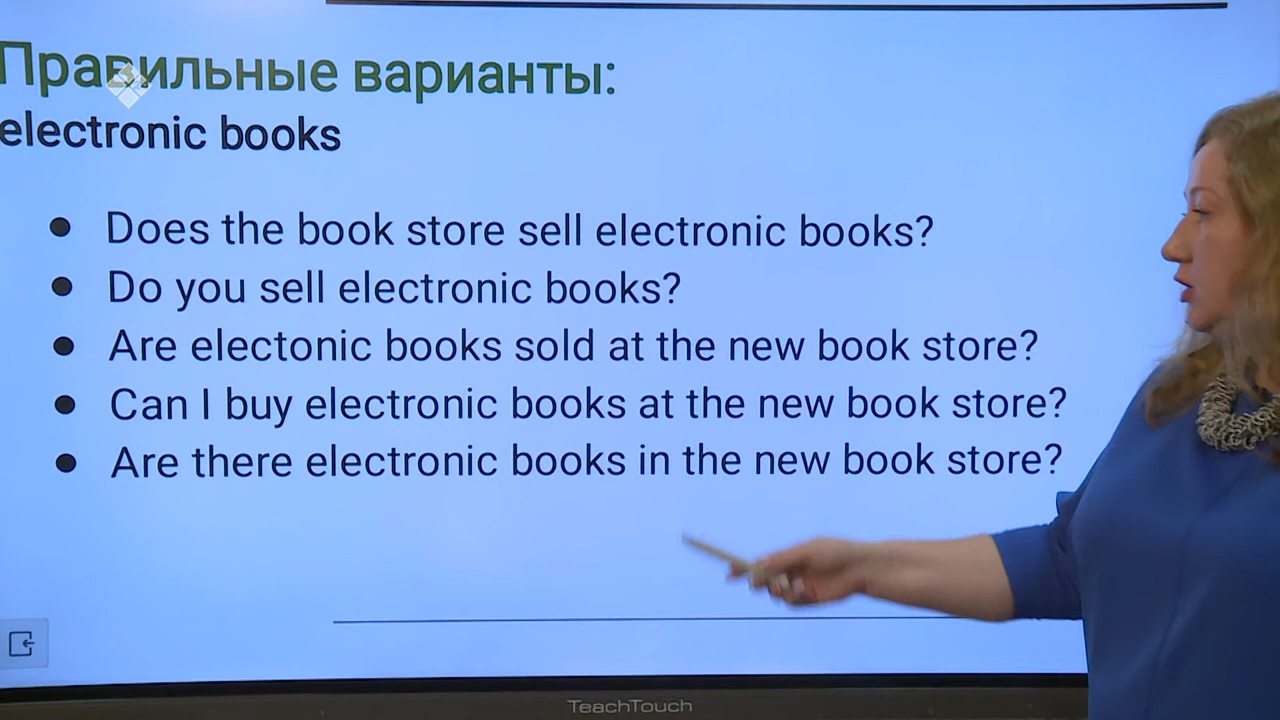 Правильные варианты:
electronic books
● Does the book store sell electronic books?
● Do you sell electronic books?
● Are electonic books sold at the new book store?
● Can I buy electronic books at the new book store?
● Are there electronic books in the new book store?
TeachTouch